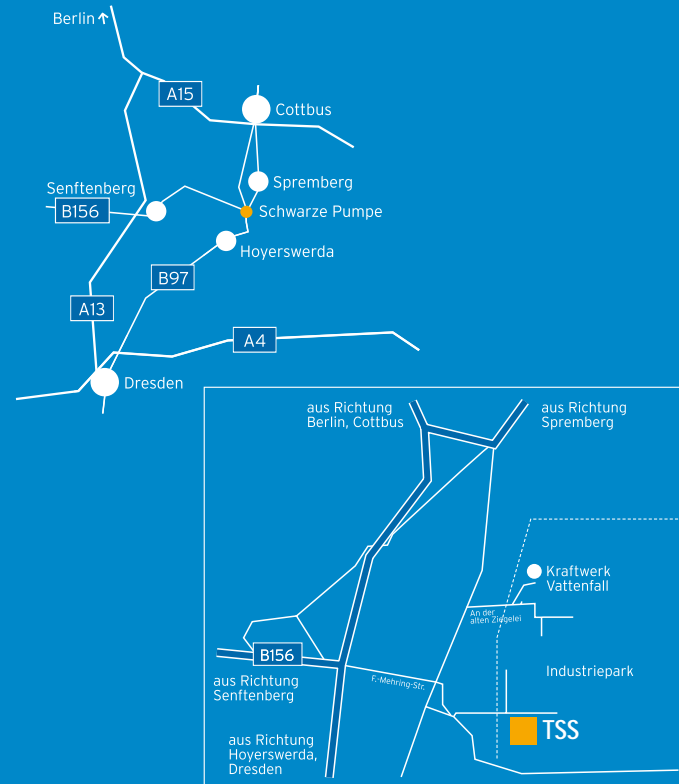 Berlin
A15
Cottbus
Spremberg
Senftenberg
B156
Schwarze Pumpe
Hoyerswerda
B97
A13
A4
Dresden
aus Richtung
Berlin, Cottbus
aus Richtung
Spremberg
Kraftwerk
Vattenfall
An der
alten Ziegelei
B156
aus Richtung
Senftenberg
F.-Mehring-Str.
Industriepark
TSS
aus Richtung
Hoyerswerda,
Dresden